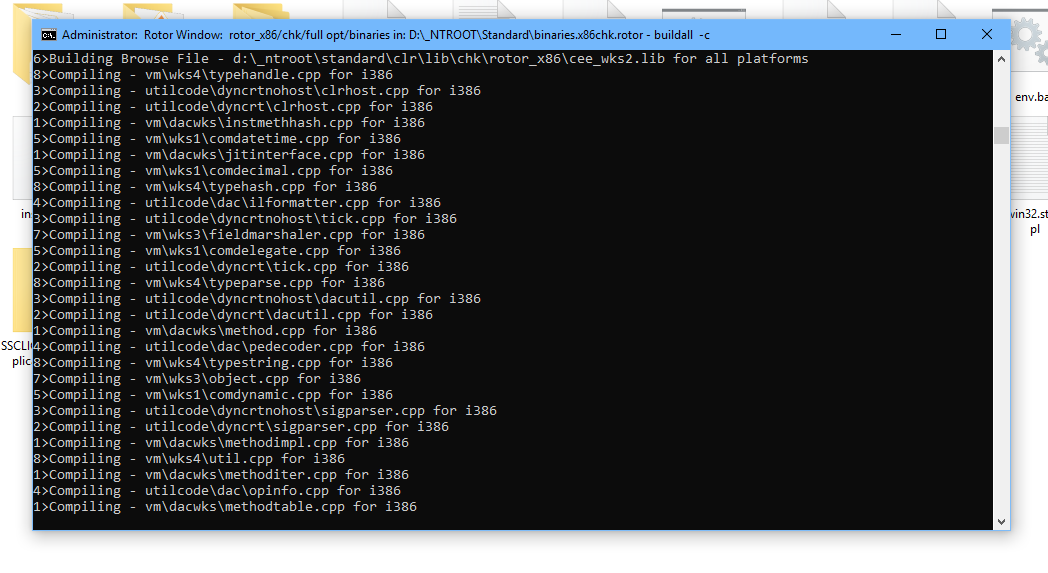 Administrator: Rotor Window: rotor_x86/chk/full opt/binaries in: D:\_NTROOT\Standard\binaries.x86chk.rotor - buildall -c
6>Building Browse File - d:\_ntroot\standard\clr\lib\chk\rotor_x86\cee_wks2.lib for all platforms
8>Compiling - vm\wks4\typehandle.cpp for i386
3>Compiling - utilcode\dyncrtnohost\clrhost.cpp for i386
2>Compiling - utilcode\dyncrt\clrhost.cpp for i386
1>Compiling - vm\dacwks\instmethhash.cpp for i386
5>Compiling - vm\wks1\comdatetime.cpp for i386
1>Compiling - vm\dacwks\jitinterface.cpp for i386
5>Compiling - vm\wks1\comdecimal.cpp for i386
8>Compiling - vm\wks4\typehash.cpp for i386
4>Compiling - utilcode\dac\ilformatter.cpp for i386
3>Compiling - utilcode\dyncrtnohost\tick.cpp for i386
7>Compiling - vm\wks3\fieldmarshaler.cpp for i386
5>Compiling - vm\wks1\comdelegate.cpp for i386
2>Compiling - utilcode\dyncrt\tick.cpp for i386
8>Compiling - vm\wks4\typeparse.cpp for i386
3>Compiling - utilcode\dyncrtnohost\dacutil.cpp for i386
2>Compiling - utilcode\dyncrt\dacutil.cpp for i386
1>Compiling - vm\dacwks\method.cpp for i386
4>Compiling - utilcode\dac\pedecoder.cpp for i386
8>Compiling - vm\wks4\typestring.cpp for i386
7>Compiling - vm\wks3\object.cpp for i386
5>Compiling - vm\wks1\comdynamic.cpp for i386
3>Compiling - utilcode\dyncrtnohost\sigparser.cpp for i386
2>Compiling - utilcode\dyncrt\sigparser.cpp for i386
1>Compiling - vm\dacwks\methodimpl.cpp for i386
8>Compiling - vm\wks4\util.cpp for i386
1>Compiling - vm\dacwks\methoditer.cpp for i386
4>Compiling - utilcode\dac\opinfo.cpp for i386
1>Compiling - vm\dacwks\methodtable.cpp for i386
in
SSCLI
plic
env.ba
win32.st
pl